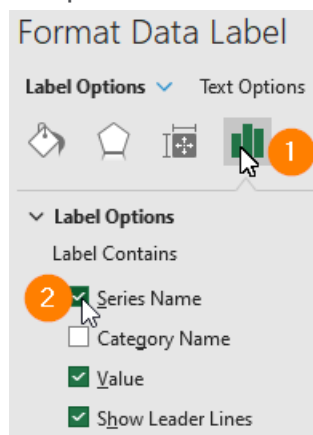 Format Data Label
Label Options Text Options
1
Label Options
Label Contains
2 Series Name
Category Name
Value
Show Leader Lines